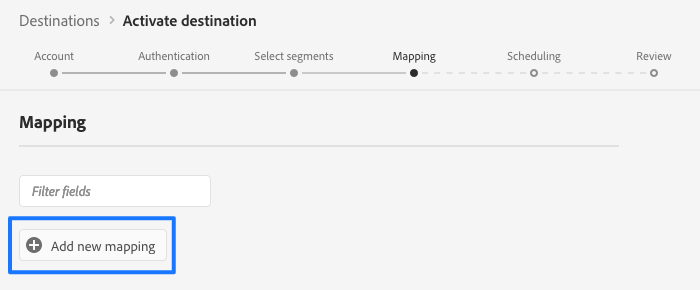 Destinations > Activate destination
Account Authentication Select segments Mapping Scheduling Review
Mapping
Filter fields
Add new mapping